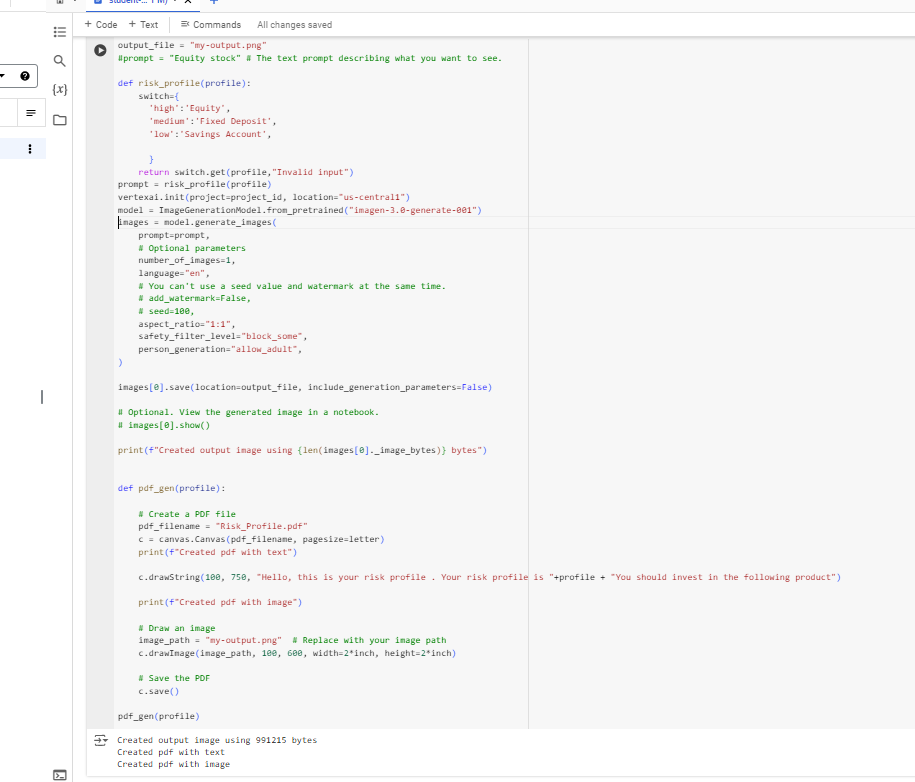 + Code + Text Commands All changes saved
output_file = "my-output.png"
#prompt = "Equity stock" # The text prompt describing what you want to see.
def risk_profile(profile):
switch={
'high':'Equity',
'medium':'Fixed Deposit',
'low':'Savings Account',
}
return switch.get(profile,"Invalid input")
prompt = risk_profile(profile)
vertexai.init(project=project_id, location="us-central1")
model = ImageGenerationModel.from_pretrained("imagen-3.0-generate-001")
images = model.generate_images(
prompt=prompt,
# Optional parameters
number_of_images=1,
language="en",
# You can't use a seed value and watermark at the same time.
# add_watermark=False,
# seed=100,
aspect_ratio="1:1",
safety_filter_level="block_some",
person_generation="allow_adult",
)
images[0].save(location=output_file, include_generation_parameters=False)
# Optional. View the generated image in a notebook.
# images[0].show()
print(f"Created output image using {len(images[0]._image_bytes)} bytes")
def pdf_gen(profile):
# Create a PDF file
pdf_filename = "Risk_Profile.pdf"
c = canvas.Canvas(pdf_filename, pagesize=letter)
print(f"Created pdf with text")
c.drawString(100, 750, "Hello, this is your risk profile . Your risk profile is "+profile + "You should invest in the following product")
print(f"Created pdf with image")
# Draw an image
image_path = "my-output.png" # Replace with your image path
c.drawImage(image_path, 100, 600, width=2*inch, height=2*inch)
# Save the PDF
c.save()
pdf_gen(profile)
Created output image using 991215 bytes
Created pdf with text
Created pdf with image